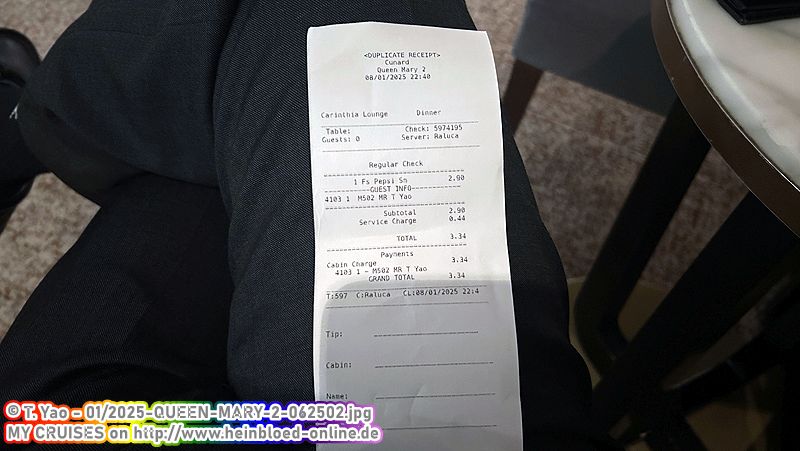 <DUPLICATE RECEIPT>
Cunard
Queen Mary 2
08/01/2025 22:40
Carinthia Lounge Dinner
Table: Check: 5974195
Guests: 0 Server: Raluca
Regular Check
1 Fs Pepsi Sn 2.90
GUEST INFO
4103 1 M502 MR T Yao
Subtotal 2.90
Service Charge 0.44
TOTAL 3.34
Payments
Cabin Charge 3.34
4103 1 - M502 MR T Yao
GRAND TOTAL 3.34
T:597 C:Raluca CL:08/01/2025 22:4
Tip:
Cabin:
Name:
© T. Yao - 01/2025-QUEEN-MARY-2-062502.jpg
MY CRUISES on http://www.heinbloed-online.de